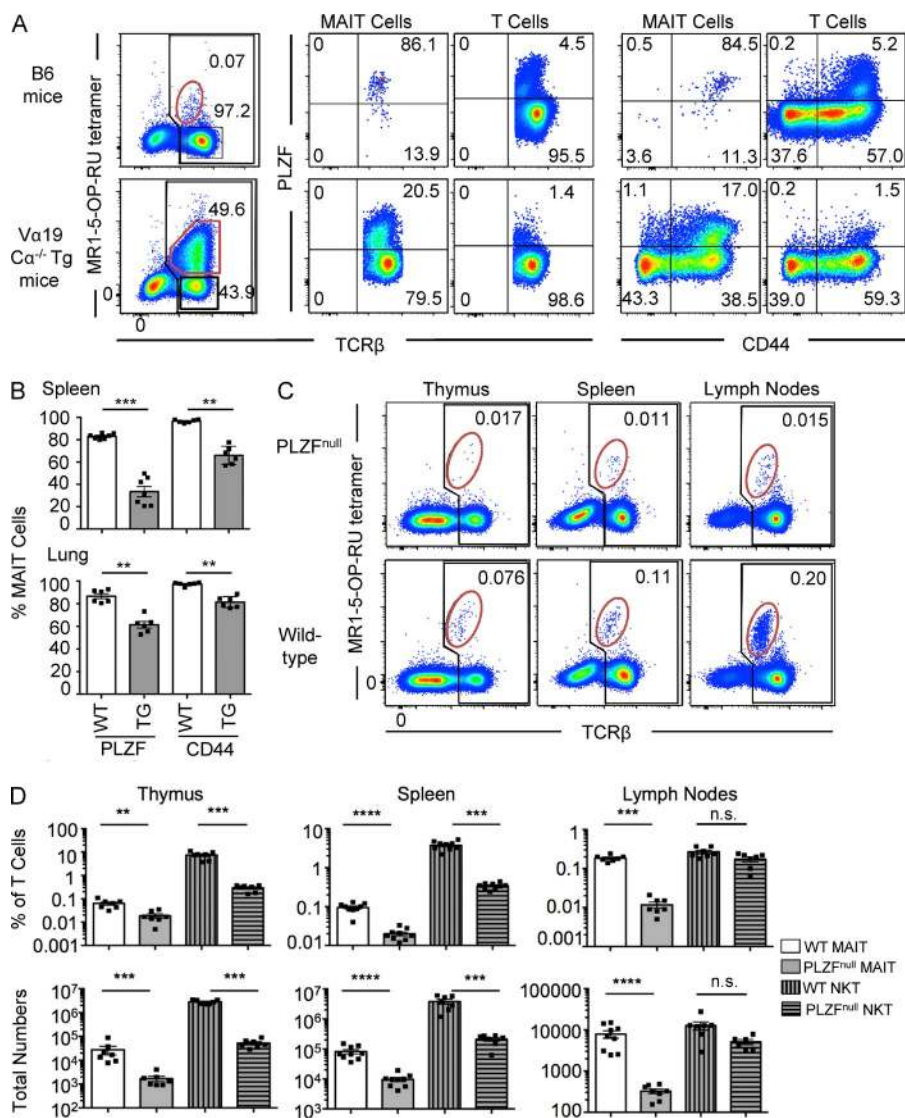 A
MAIT Cells
T Cells
MAIT Cells
T Cells
B6
mice
MR1-5-OP-RU tetramer
0.07
97.2
PLZF
0
86.1
0
13.9
0
4.5
0
95.5
0.5
84.5
3.6
11.3
0.2
5.2
37.6
57.0
Vα19
Cα-/- Tg
mice
49.6
43.9
0
0
0
20.5
0
79.5
0
1.4
0
98.6
1.1
17.0
43.3
38.5
0.2
1.5
39.0
59.3
TCRβ
CD44
B
Spleen
*** **
100
80
60
40
20
0
% MAIT Cells
Lung
** **
100
80
60
40
20
0
WT
TG
WT
TG
PLZF
CD44
C
Thymus
Spleen
Lymph Nodes
PLZFnull
MR1-5-OP-RU tetramer
0.017
0.011
0.015
Wild-
type
0.076
0.11
0.20
0
0
TCRβ
D
Thymus
Spleen
Lymph Nodes
% of T Cells
** ***
100
10
1
0.1
0.01
0.001
**** ***
10
1
0.1
0.01
*** n.s.
1
0.1
0.01
0.001
WT MAIT
PLZFnull MAIT
WT NKT
PLZFnull NKT
Total Numbers
*** ***
107
106
105
104
103
102
**** ***
107
106
105
104
103
**** n.s.
100000
10000
1000
100